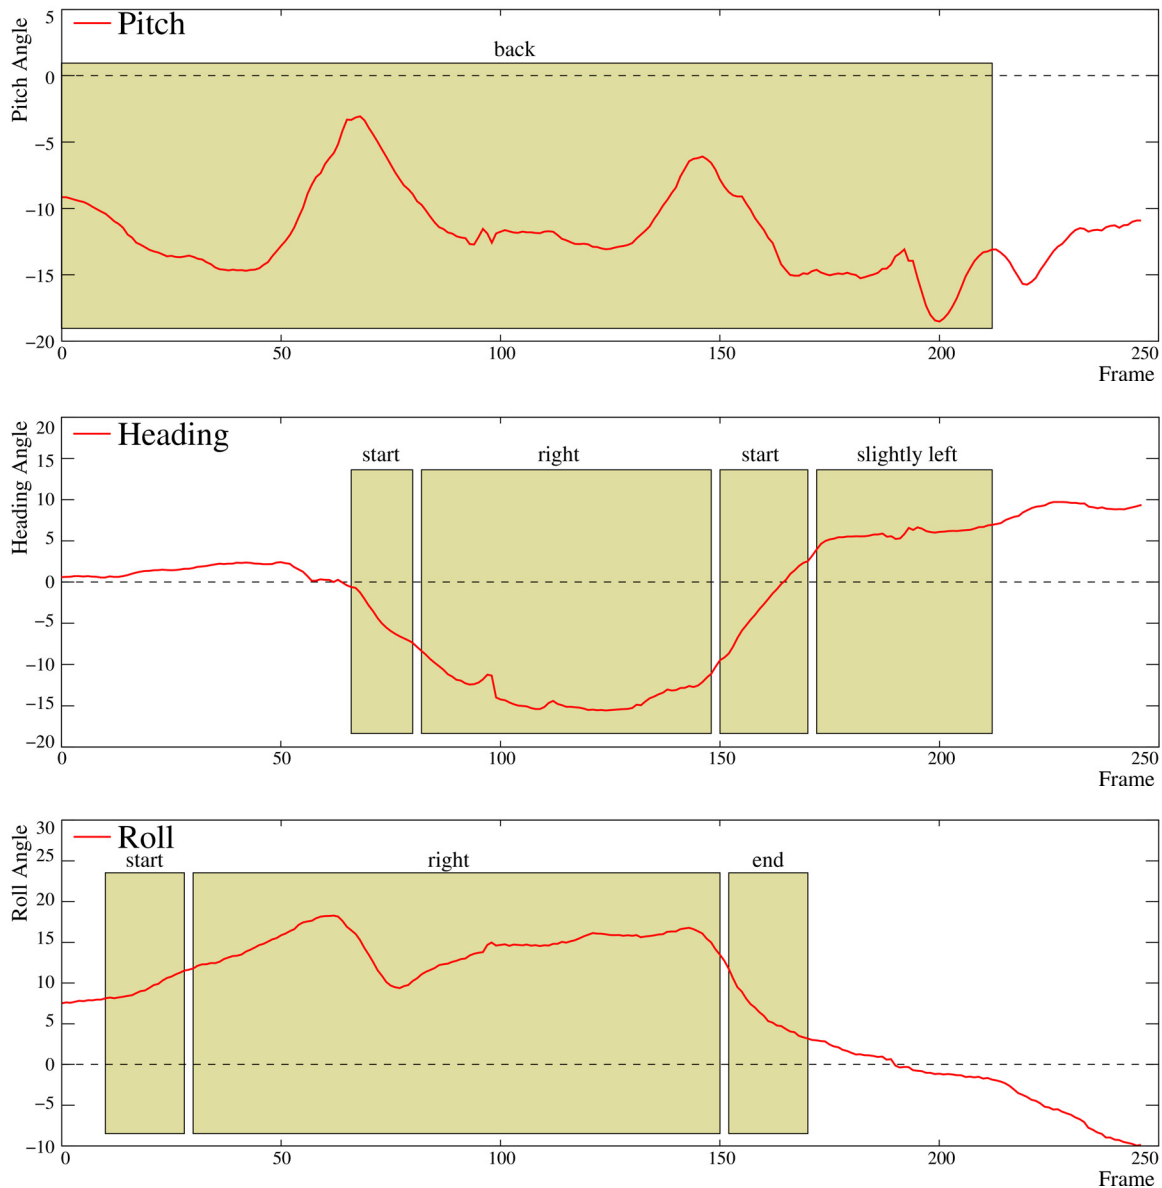 Pitch
Pitch Angle
back
5
0
−5
−10
−15
−20
0 50 100 150 200 250
Frame
Heading
Heading Angle
start right start slightly left
20
15
10
5
0
−5
−10
−15
−20
0 50 100 150 200 250
Frame
Roll
Roll Angle
start right end
30
25
20
15
10
5
0
−5
−10
0 50 100 150 200 250
Frame